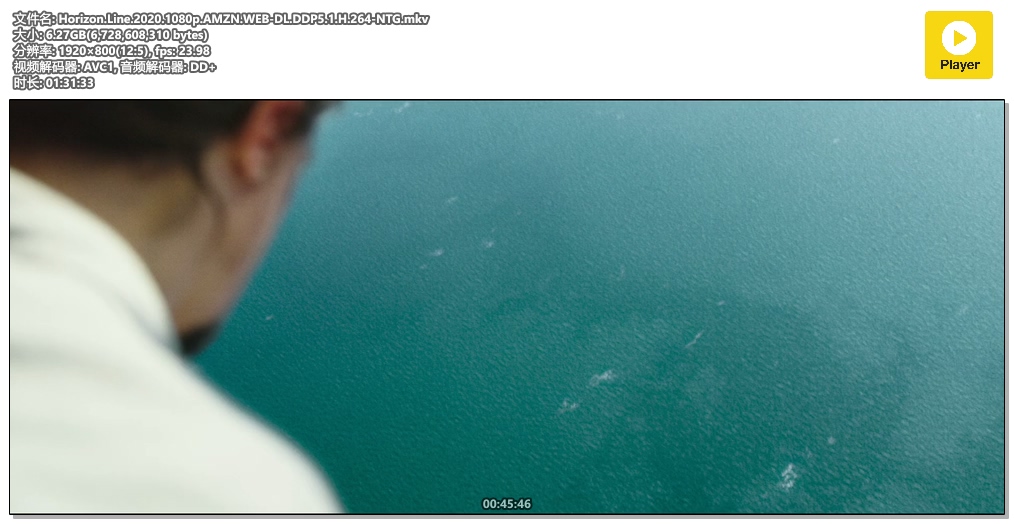 文件名: Horizon.Line.2020.1080p.AMZN.WEB-DL.DDP5.1.H.264-NTG.mkv
大小: 6.27GB(6,728,608,310 bytes)
分辨率: 1920×800(12:5), fps: 23.98
视频解码器: AVC1, 音频解码器: DD+
时长: 01:31:33
Player
00:45:46